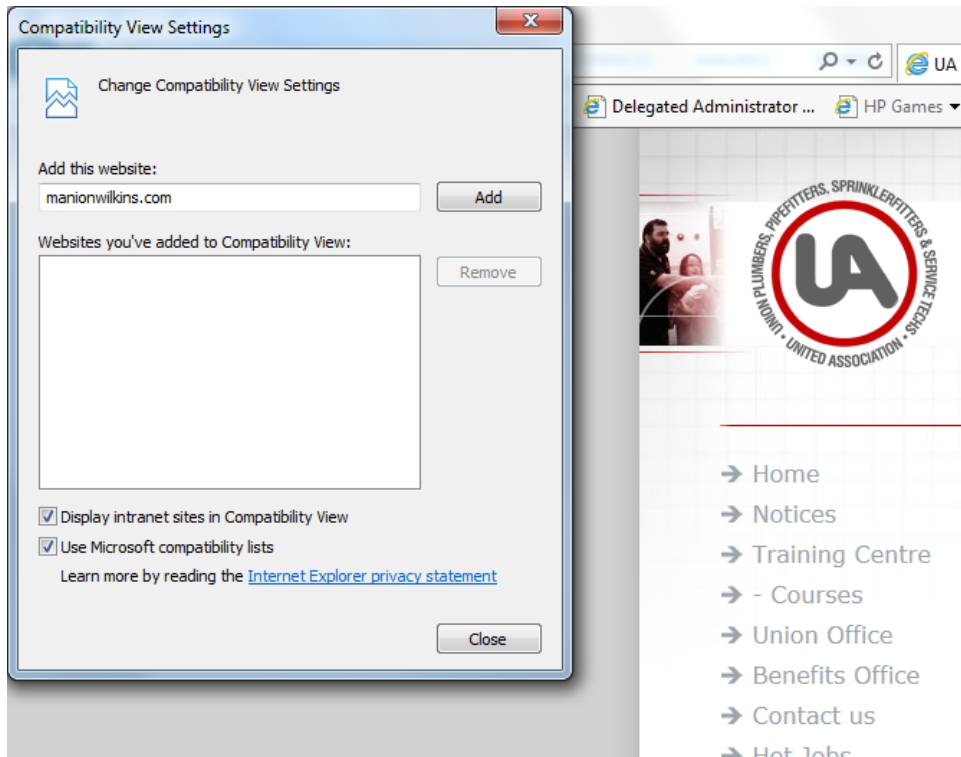 Compatibility View Settings
Change Compatibility View Settings
Add this website:
manionwilkins.com
Add
Websites you've added to Compatibility View:
Remove
Display intranet sites in Compatibility View
Use Microsoft compatibility lists
Learn more by reading the Internet Explorer privacy statement
Close
UA
Delegated Administrator ...
HP Games
UNION PLUMBERS, PIPEFITTERS, SPRINKLERFITTERS & SERVICE TECHS
UA
• UNITED ASSOCIATION •
Home
Notices
Training Centre
- Courses
Union Office
Benefits Office
Contact us
Hot Jobs